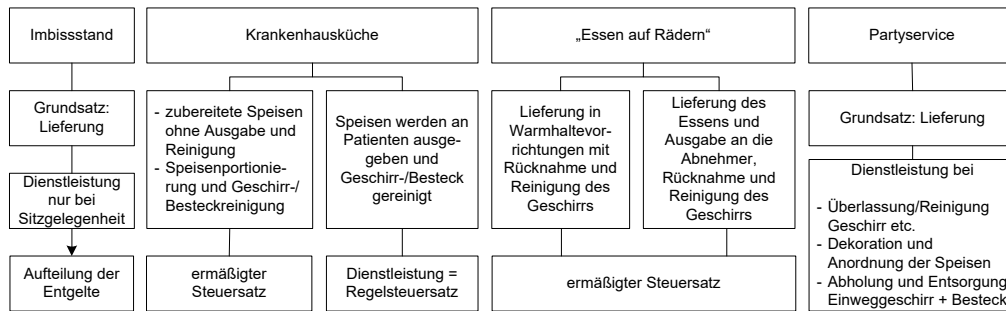 Imbissstand
Krankenhausküche
„Essen auf Rädern“
Partyservice
Grundsatz:
Lieferung
- zubereitete Speisen
ohne Ausgabe und
Reinigung
- Speisenportionie-
rung und Geschirr-/
Besteckreinigung
Speisen werden an
Patienten ausge-
geben und
Geschirr-/Besteck
gereinigt
Lieferung in
Warmhaltevor-
richtungen mit
Rücknahme und
Reinigung des
Geschirrs
Lieferung des
Essens und
Ausgabe an die
Abnehmer,
Rücknahme und
Reinigung des
Geschirrs
Grundsatz: Lieferung
Dienstleistung
nur bei
Sitzgelegenheit
Dienstleistung bei
- Überlassung/Reinigung
Geschirr etc.
- Dekoration und
Anordnung der Speisen
- Abholung und Entsorgung
Einweggeschirr + Besteck
Aufteilung der
Entgelte
ermäßigter
Steuersatz
Dienstleistung =
Regelsteuersatz
ermäßigter
Steuersatz